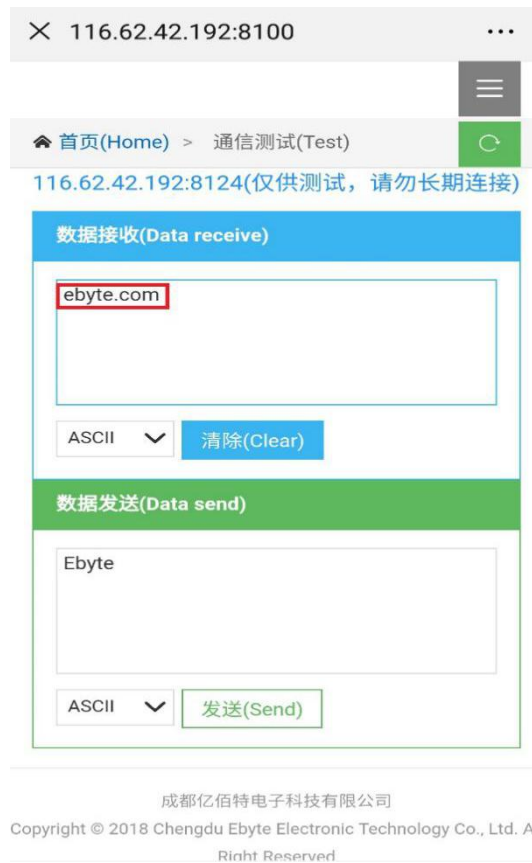 116.62.42.192:8100
首页(Home) > 通信测试(Test)
116.62.42.192:8124(仅供测试，请勿长期连接)
数据接收(Data receive)
ebyte.com
ASCII 清除(Clear)
数据发送(Data send)
Ebyte
ASCII 发送(Send)
成都亿佰特电子科技有限公司
Copyright © 2018 Chengdu Ebyte Electronic Technology Co., Ltd. A
Right Reserved